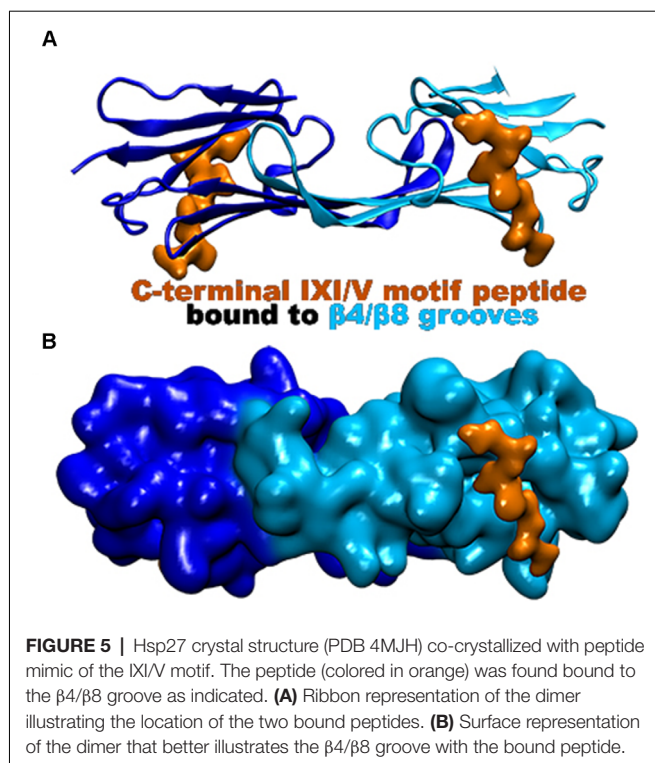 A
C-terminal IXI/V motif peptide
bound to β4/β8 grooves
B
FIGURE 5 | Hsp27 crystal structure (PDB 4MJH) co-crystallized with peptide
mimic of the IXI/V motif. The peptide (colored in orange) was found bound to
the β4/β8 groove as indicated. (A) Ribbon representation of the dimer
illustrating the location of the two bound peptides. (B) Surface representation
of the dimer that better illustrates the β4/β8 groove with the bound peptide.